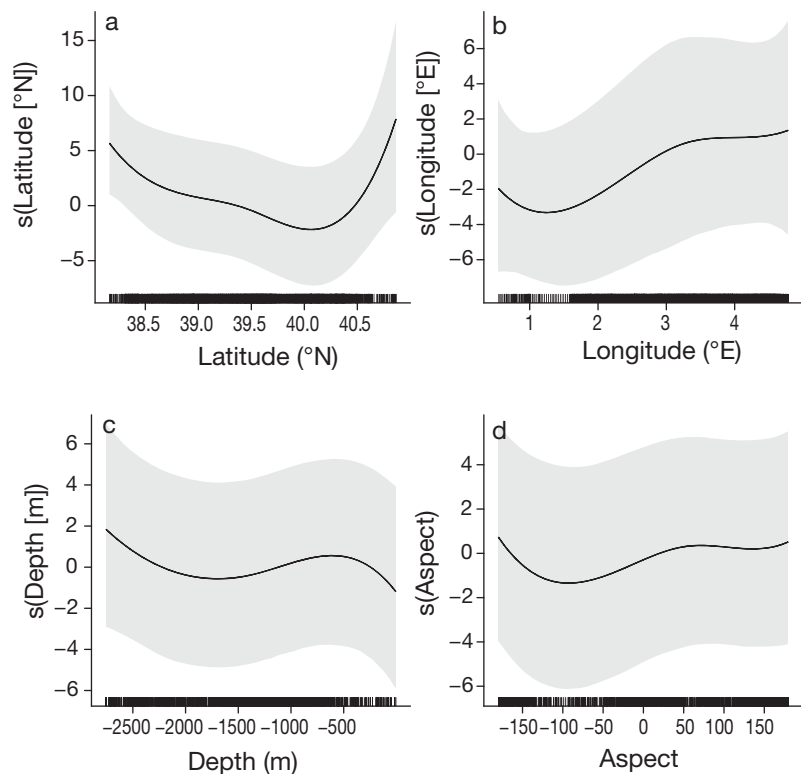 a
s(Latitude [°N])
15
10
5
0
−5
38.5 39.0 39.5 40.0 40.5
Latitude (°N)
b
s(Longitude [°E])
6
4
2
0
−2
−4
−6
1 2 3 4
Longitude (°E)
c
s(Depth [m])
6
4
2
0
−2
−4
−6
−2500 −2000 −1500 −1000 −500
Depth (m)
d
s(Aspect)
4
2
0
−2
−4
−6
−150 −100 −50 0 50 100 150
Aspect